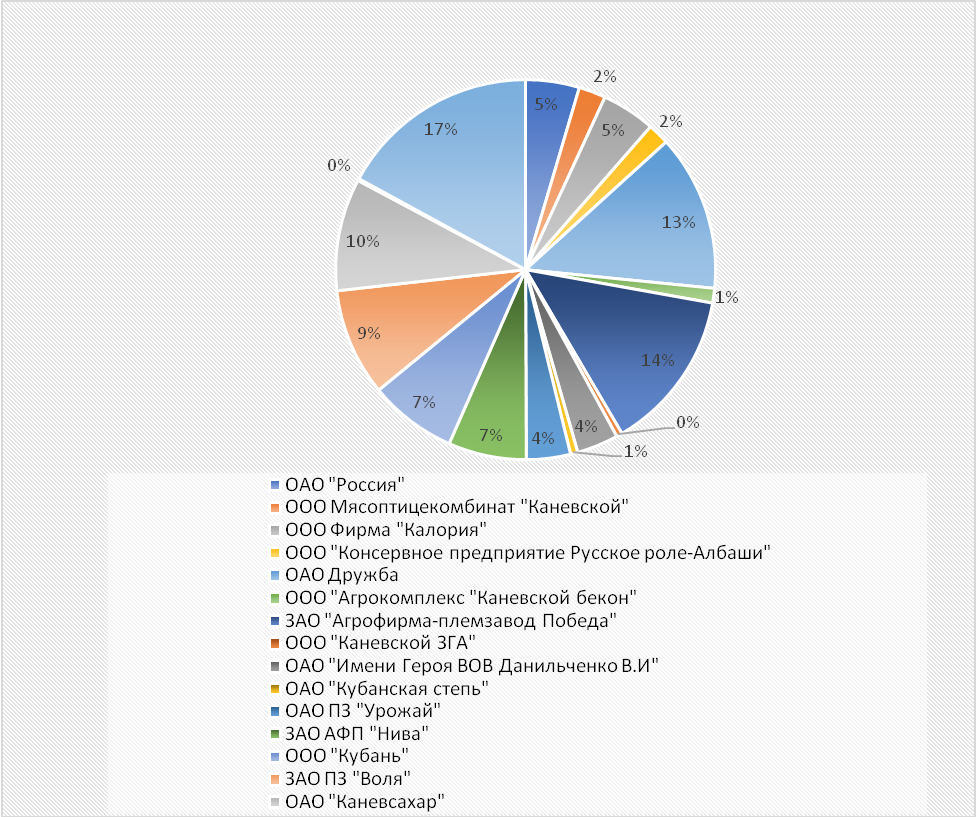 2%
5%
5%
2%
17%
0%
13%
10%
1%
9%
14%
7%
0%
7%
4%
4%
1%
ОАО "Россия"
ООО Мясоптицекомбинат "Каневской"
ООО Фирма "Калория"
ООО "Консервное предприятие Русское роле-Албаши"
ОАО Дружба
ООО "Агрокомплекс "Каневской бекон"
ЗАО "Агрофирма-племзавод Победа"
ООО "Каневской ЗГА"
ОАО "Имени Героя ВОВ Данильченко В.И"
ОАО "Кубанская степь"
ОАО ПЗ "Урожай"
ЗАО АФП "Нива"
ООО "Кубань"
ЗАО ПЗ "Воля"
ОАО "Каневсахар"